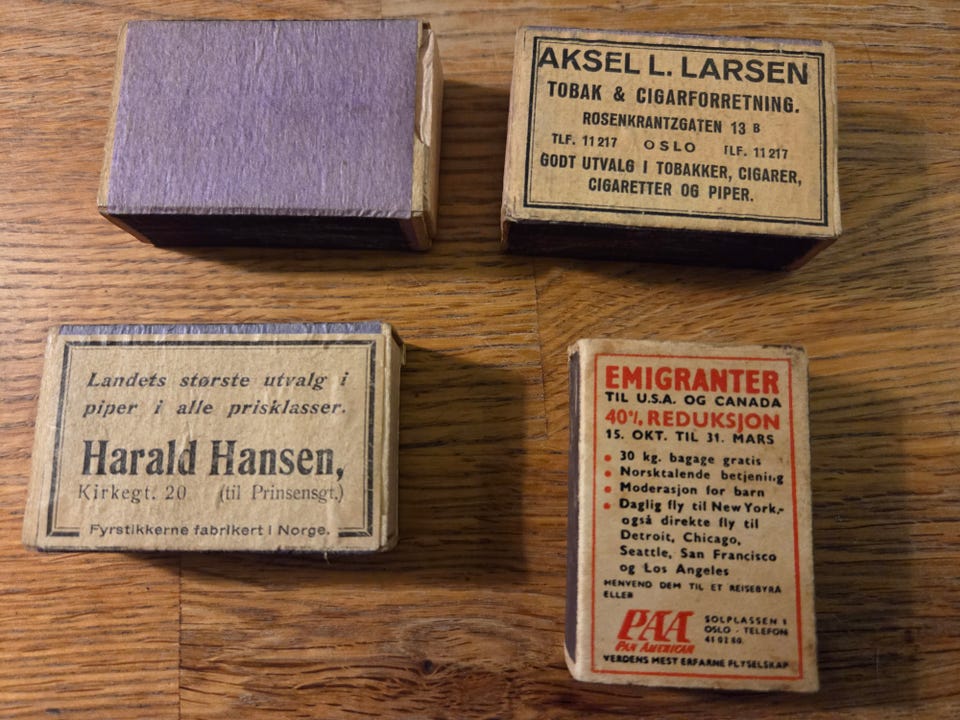 AKSEL L. LARSEN
TOBAK & CIGARFORRETNING.
ROSENKRANTZGATEN 13 B
TLF. 11217 OSLO TLF. 11217
GODT UTVALG I TOBAKKER, CIGARER,
CIGARETTER OG PIPER.
Landets største utvalg i
piper i alle prisklasser.
Harald Hansen,
Kirkegt. 20 (til Prinsensgt.)
Fyrstikkerne fabrikert i Norge.
EMIGRANTER
TIL U.S.A. OG CANADA
40% REDUKSJON
15. OKT. TIL 31. MARS
• 30 kg. bagage gratis
• Norsktalende betjening
• Moderasjon for barn
• Daglig fly til New York,-
også direkte fly til
Detroit, Chicago,
Seattle, San Francisco
og Los Angeles
HENVEND DEM TIL ET REISEBYRÅ
ELLER
PAA
PAN AMERICAN
SOLPLASSEN 1
OSLO - TELEFON
41 02 80
VERDENS MEST ERFARNE FLYSELSKAP